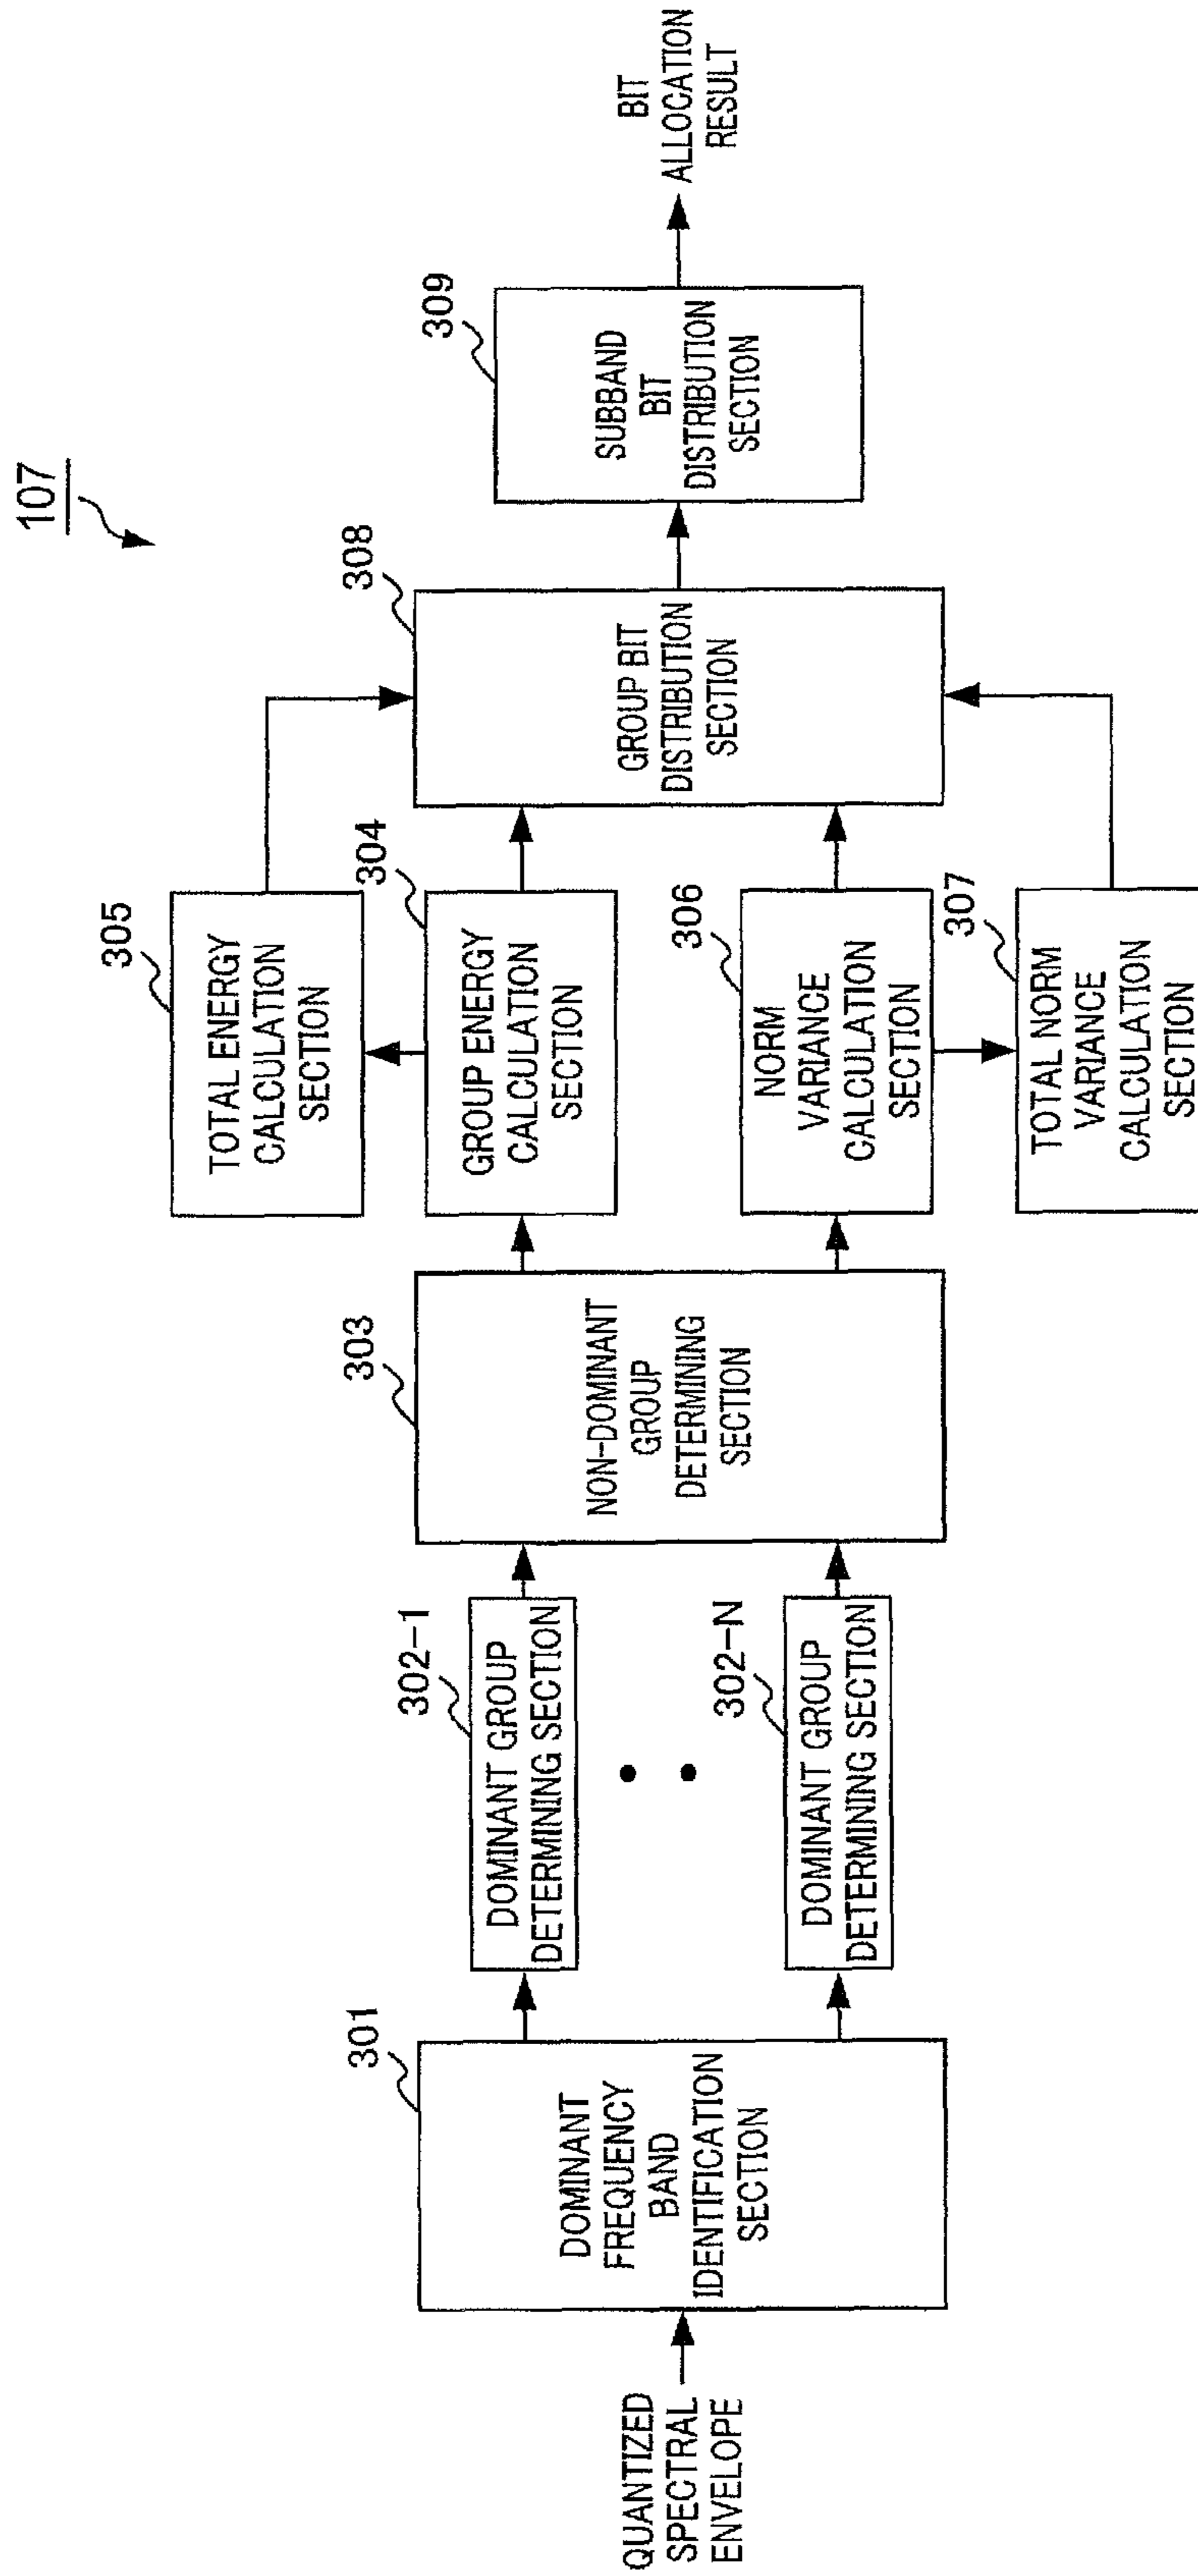 107
QUANTIZED
SPECTRAL
ENVELOPE
301
DOMINANT
FREQUENCY
BAND
IDENTIFICATION
SECTION
302-1
DOMINANT GROUP
DETERMINING SECTION
302-N
DOMINANT GROUP
DETERMINING SECTION
303
NON-DOMINANT
GROUP
DETERMINING
SECTION
305
TOTAL ENERGY
CALCULATION
SECTION
304
GROUP ENERGY
CALCULATION
SECTION
306
NORM
VARIANCE
CALCULATION
SECTION
307
TOTAL NORM
VARIANCE
CALCULATION
SECTION
308
GROUP BIT
DISTRIBUTION
SECTION
309
SUBBAND
BIT
DISTRIBUTION
SECTION
BIT
ALLOCATION
RESULT